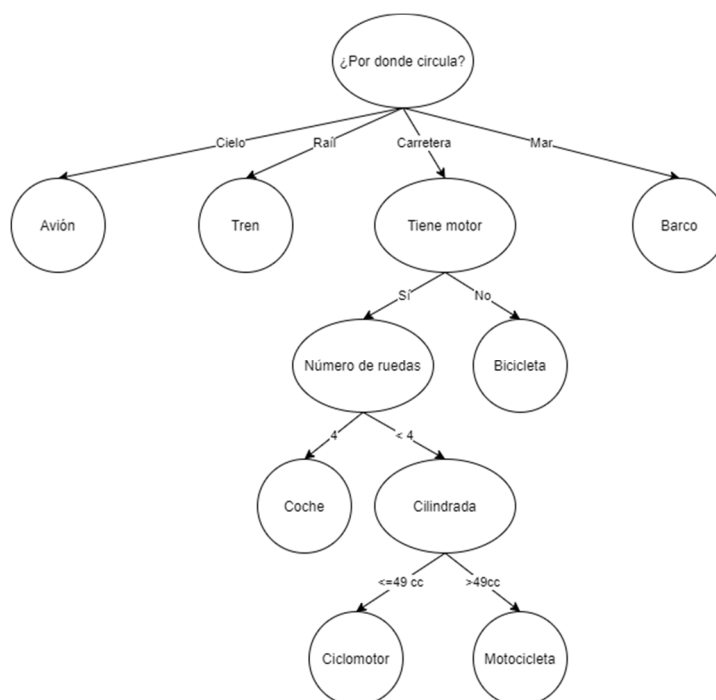 ¿Por donde circula?
Cielo
Raíl
Carretera
Mar
Avión
Tren
Tiene motor
Barco
Sí
No
Número de ruedas
Bicicleta
4
< 4
Coche
Cilindrada
<=49 cc
>49cc
Ciclomotor
Motocicleta